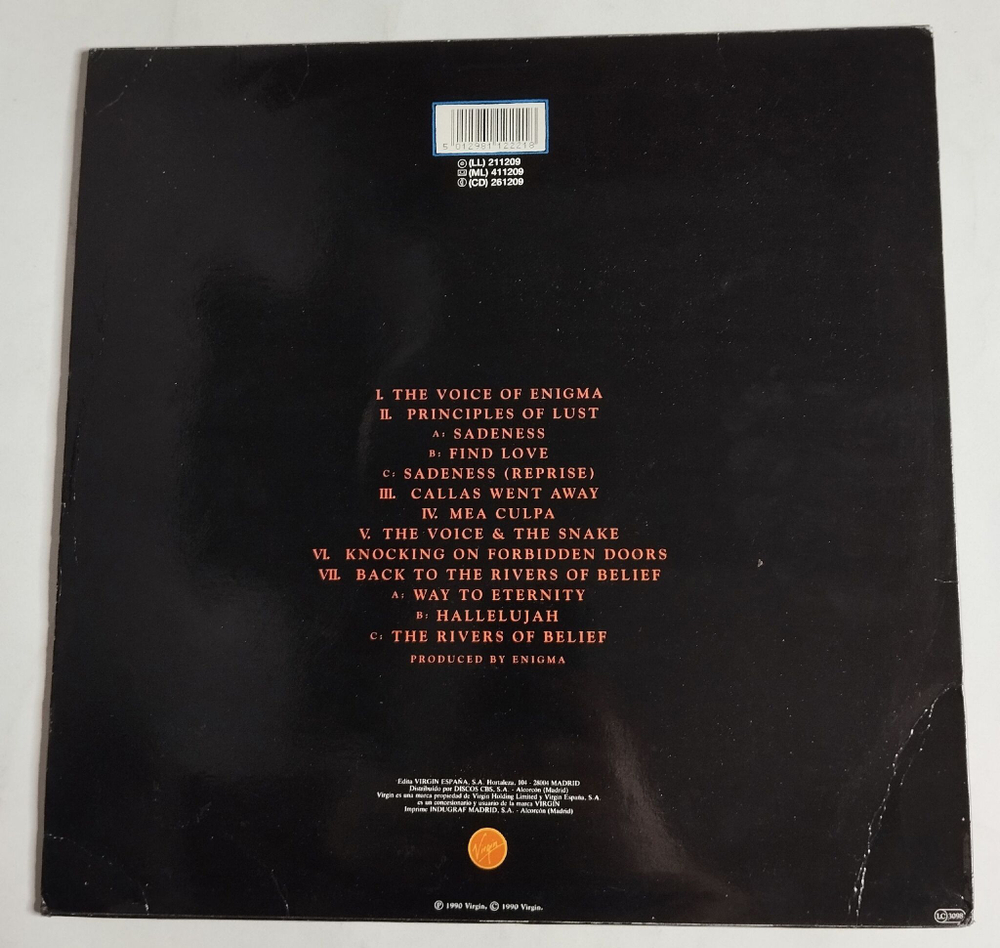 5 012981 122218
(LL) 211209
(ML) 411209
(CD) 261209
I. THE VOICE OF ENIGMA
II. PRINCIPLES OF LUST
A: SADENESS
B: FIND LOVE
C: SADENESS (REPRISE)
III. CALLAS WENT AWAY
IV. MEA CULPA
V. THE VOICE & THE SNAKE
VI. KNOCKING ON FORBIDDEN DOORS
VII. BACK TO THE RIVERS OF BELIEF
A: WAY TO ETERNITY
B: HALLELUJAH
C: THE RIVERS OF BELIEF
PRODUCED BY ENIGMA
Edita VIRGIN ESPAÑA, S.A. Hortaleza, 104 - 28004 MADRID
Distribuido por DISCOS CBS, S.A. - Alcorcón (Madrid)
Virgin es una marca propiedad de Virgin Holding Limited y Virgin España, S.A.
es un concesionario y usuario de la marca VIRGIN
Imprime INDUGRAF MADRID, S.A. - Alcorcón (Madrid)
Virgin
℗ 1990 Virgin. © 1990 Virgin.
LC 3098